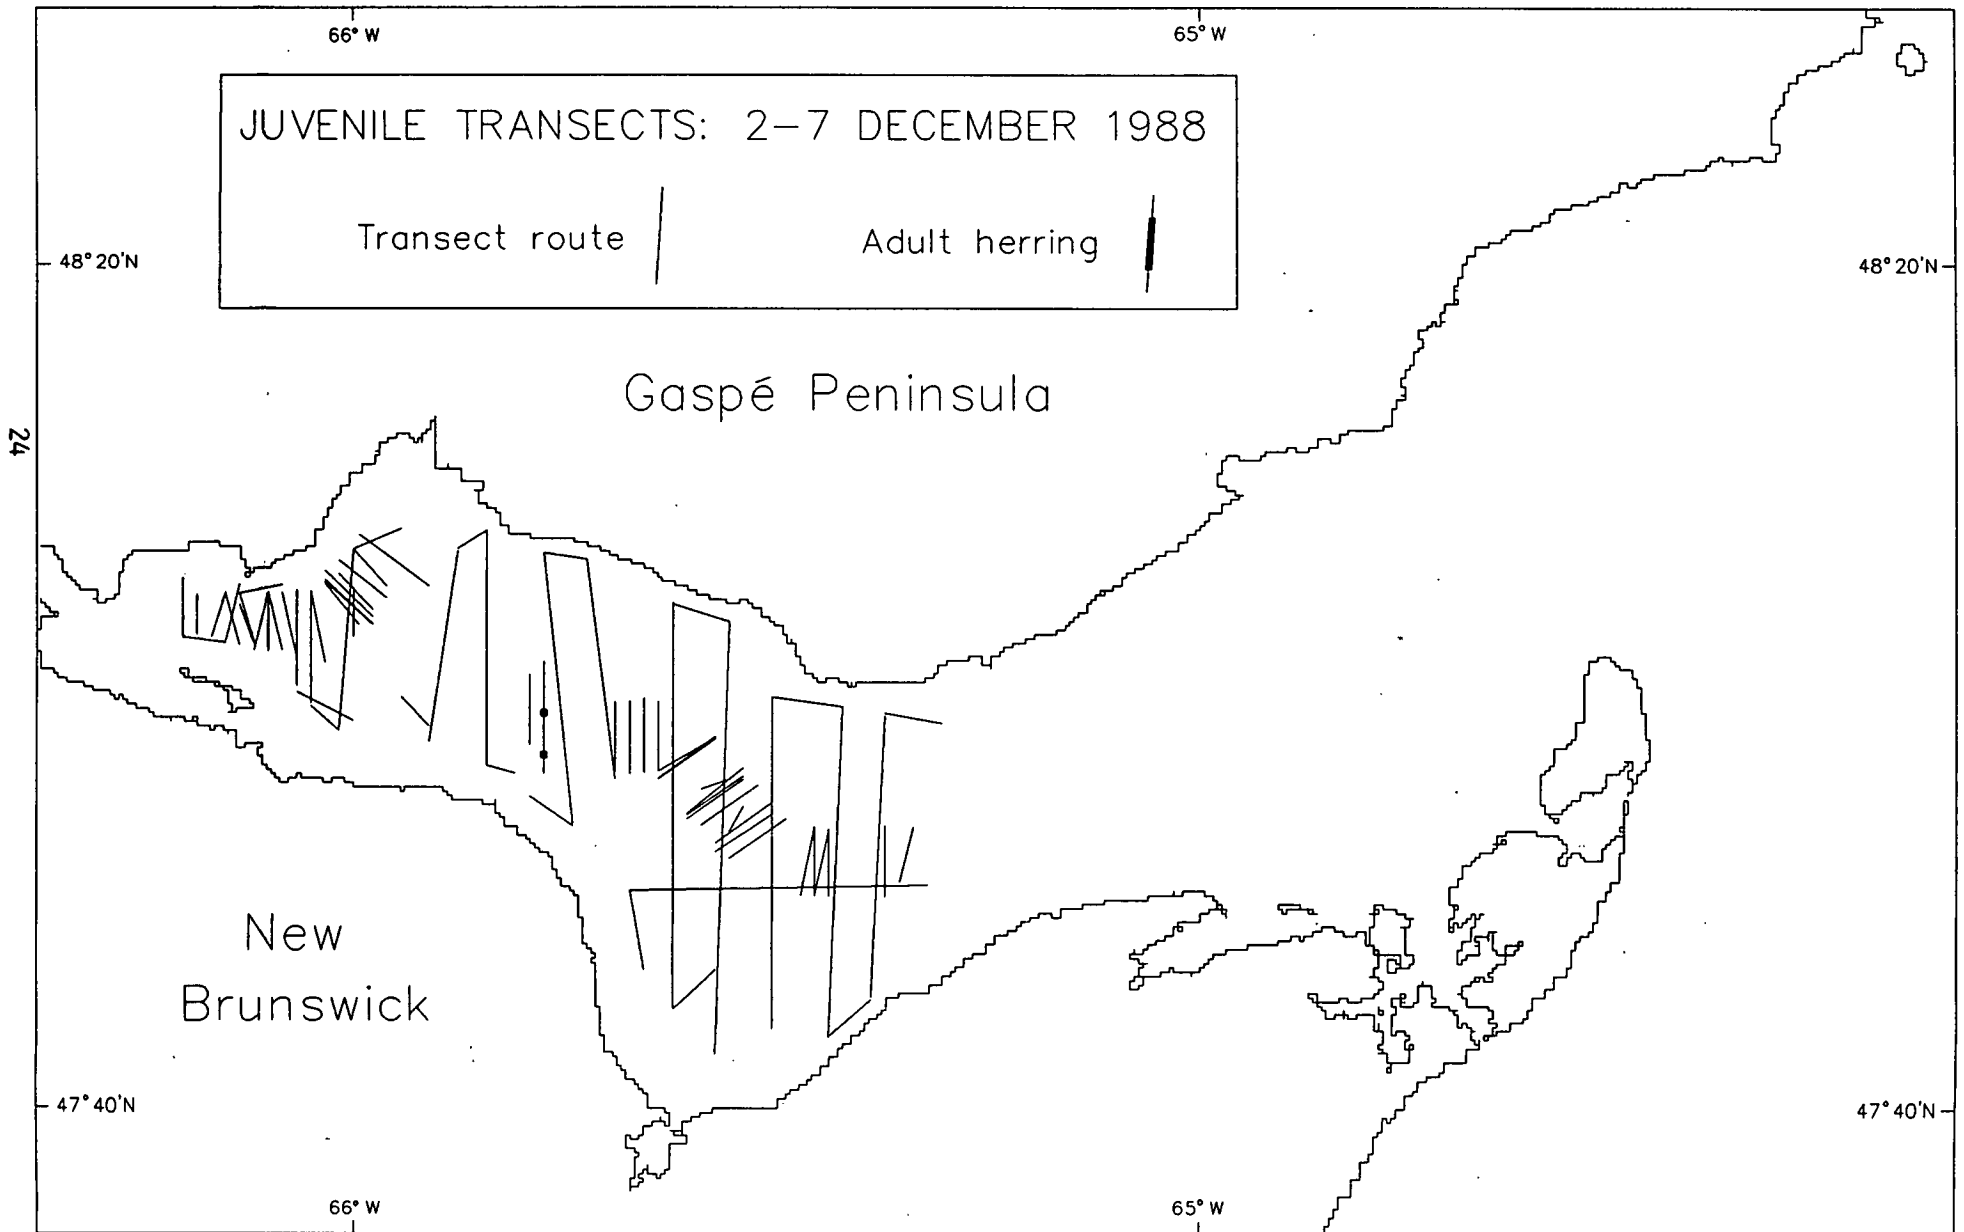 66° W
65° W
JUVENILE TRANSECTS: 2-7 DECEMBER 1988
Transect route
Adult herring
48° 20'N
48° 20'N
Gaspé Peninsula
24
New
Brunswick
47° 40'N
47° 40'N
66° W
65° W